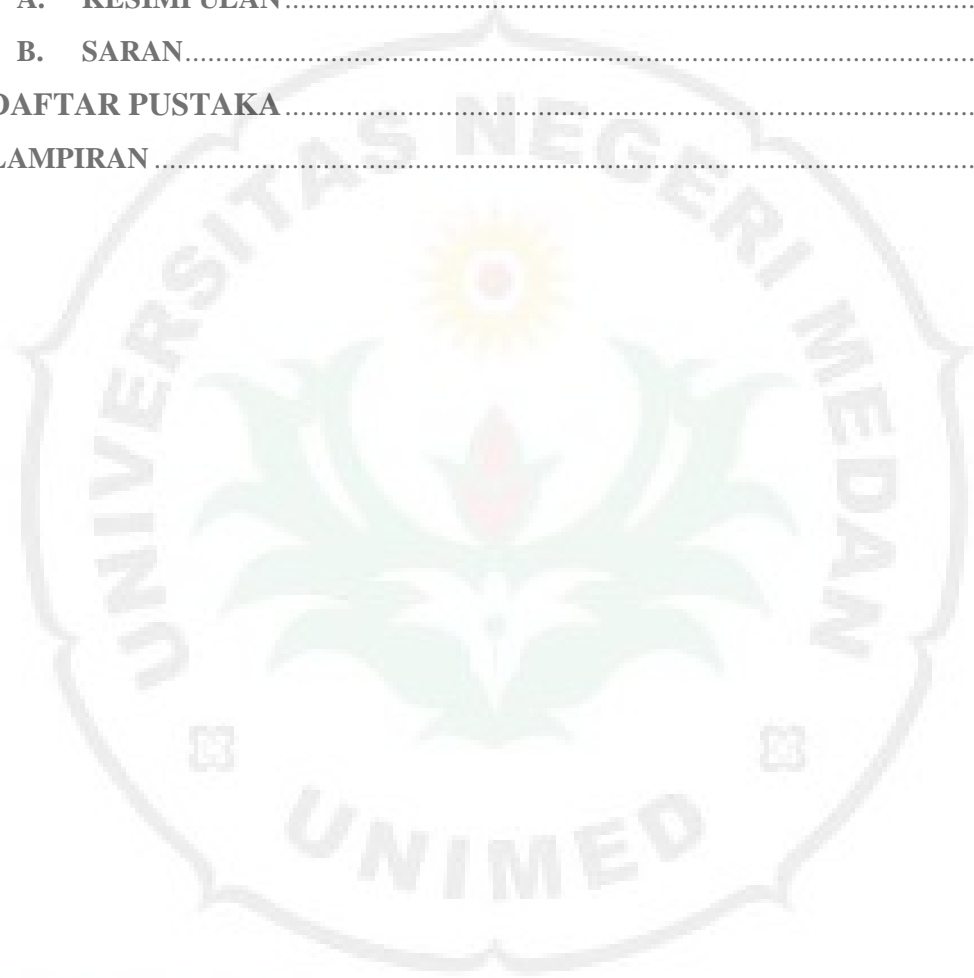 A. KESIMPULAN
B. SARAN
DAFTAR PUSTAKA
LAMPIRAN
UNIVERSITAS NEGERI MEDAN
UNIMED